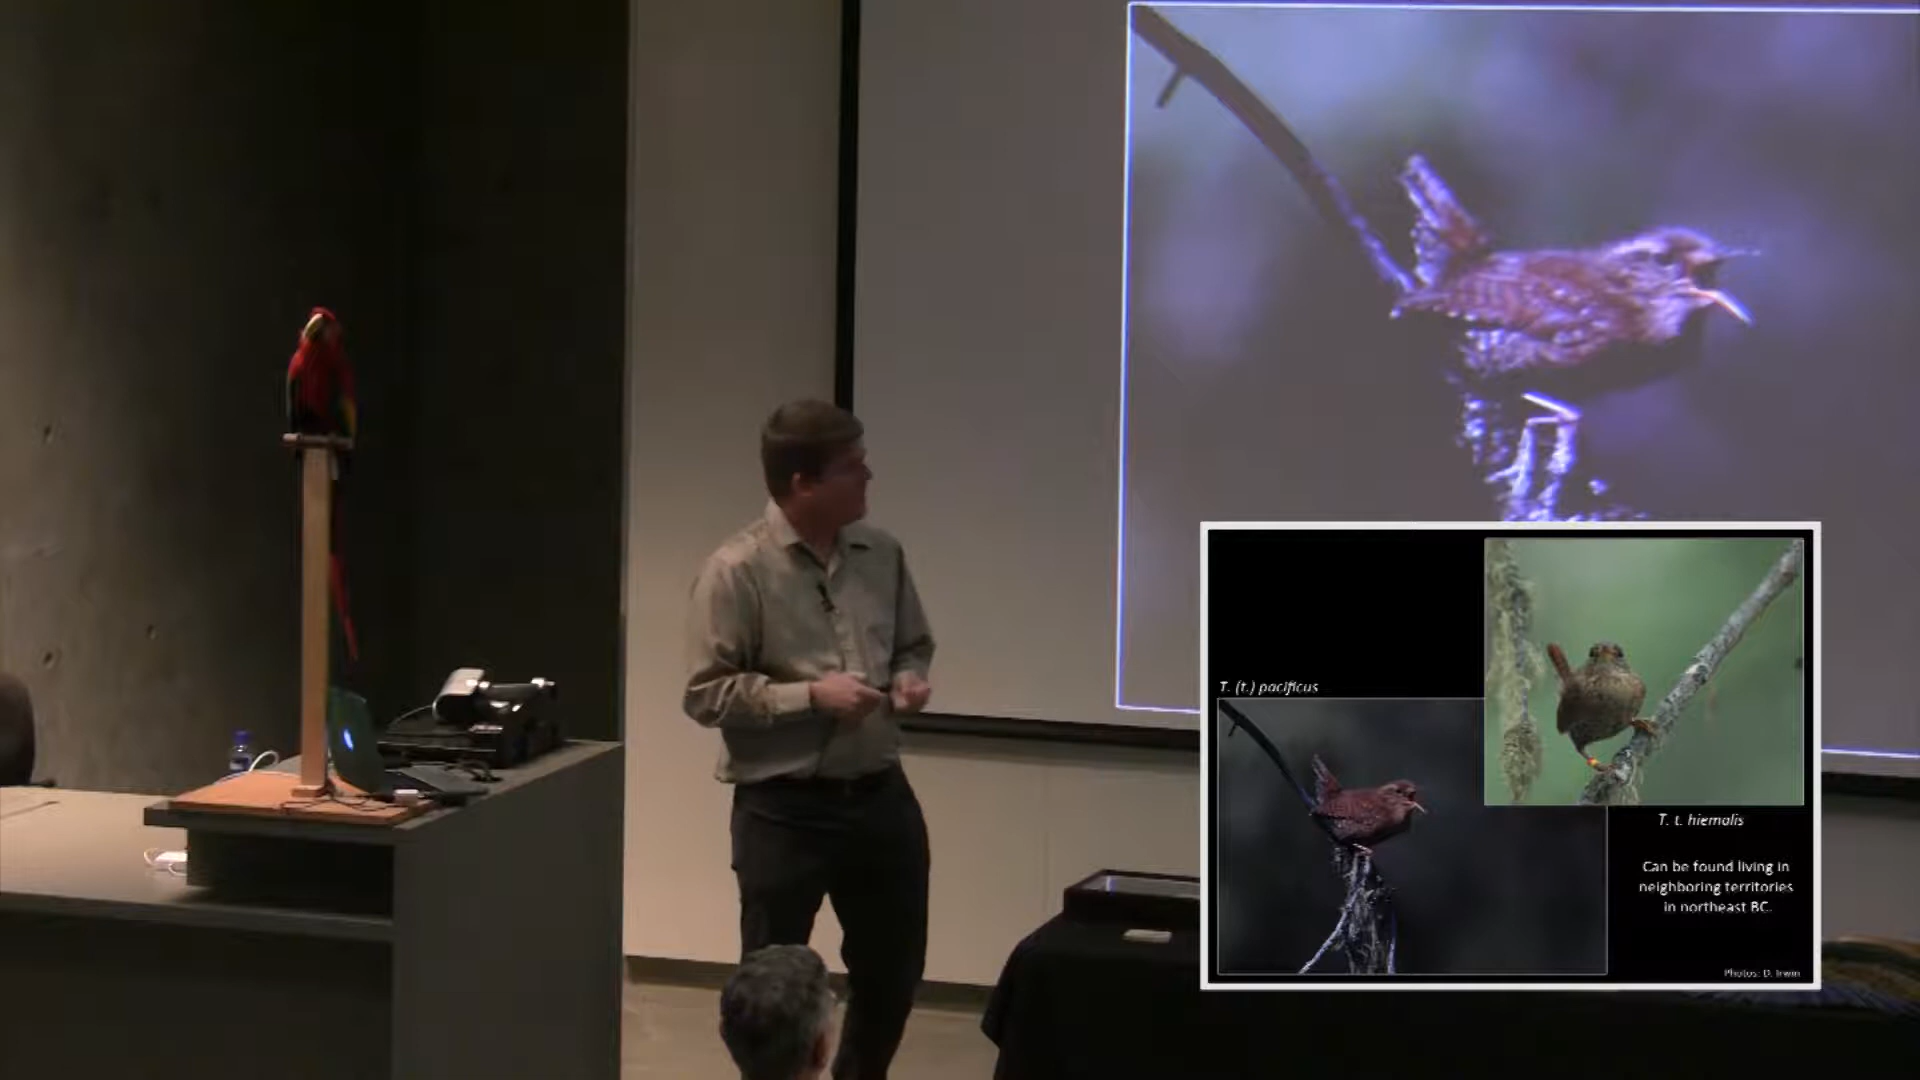 T. (t.) pacificus
T. t. hiemalis
Can be found living in
neighboring territories
in northeast BC.
Photos: D. Irwin